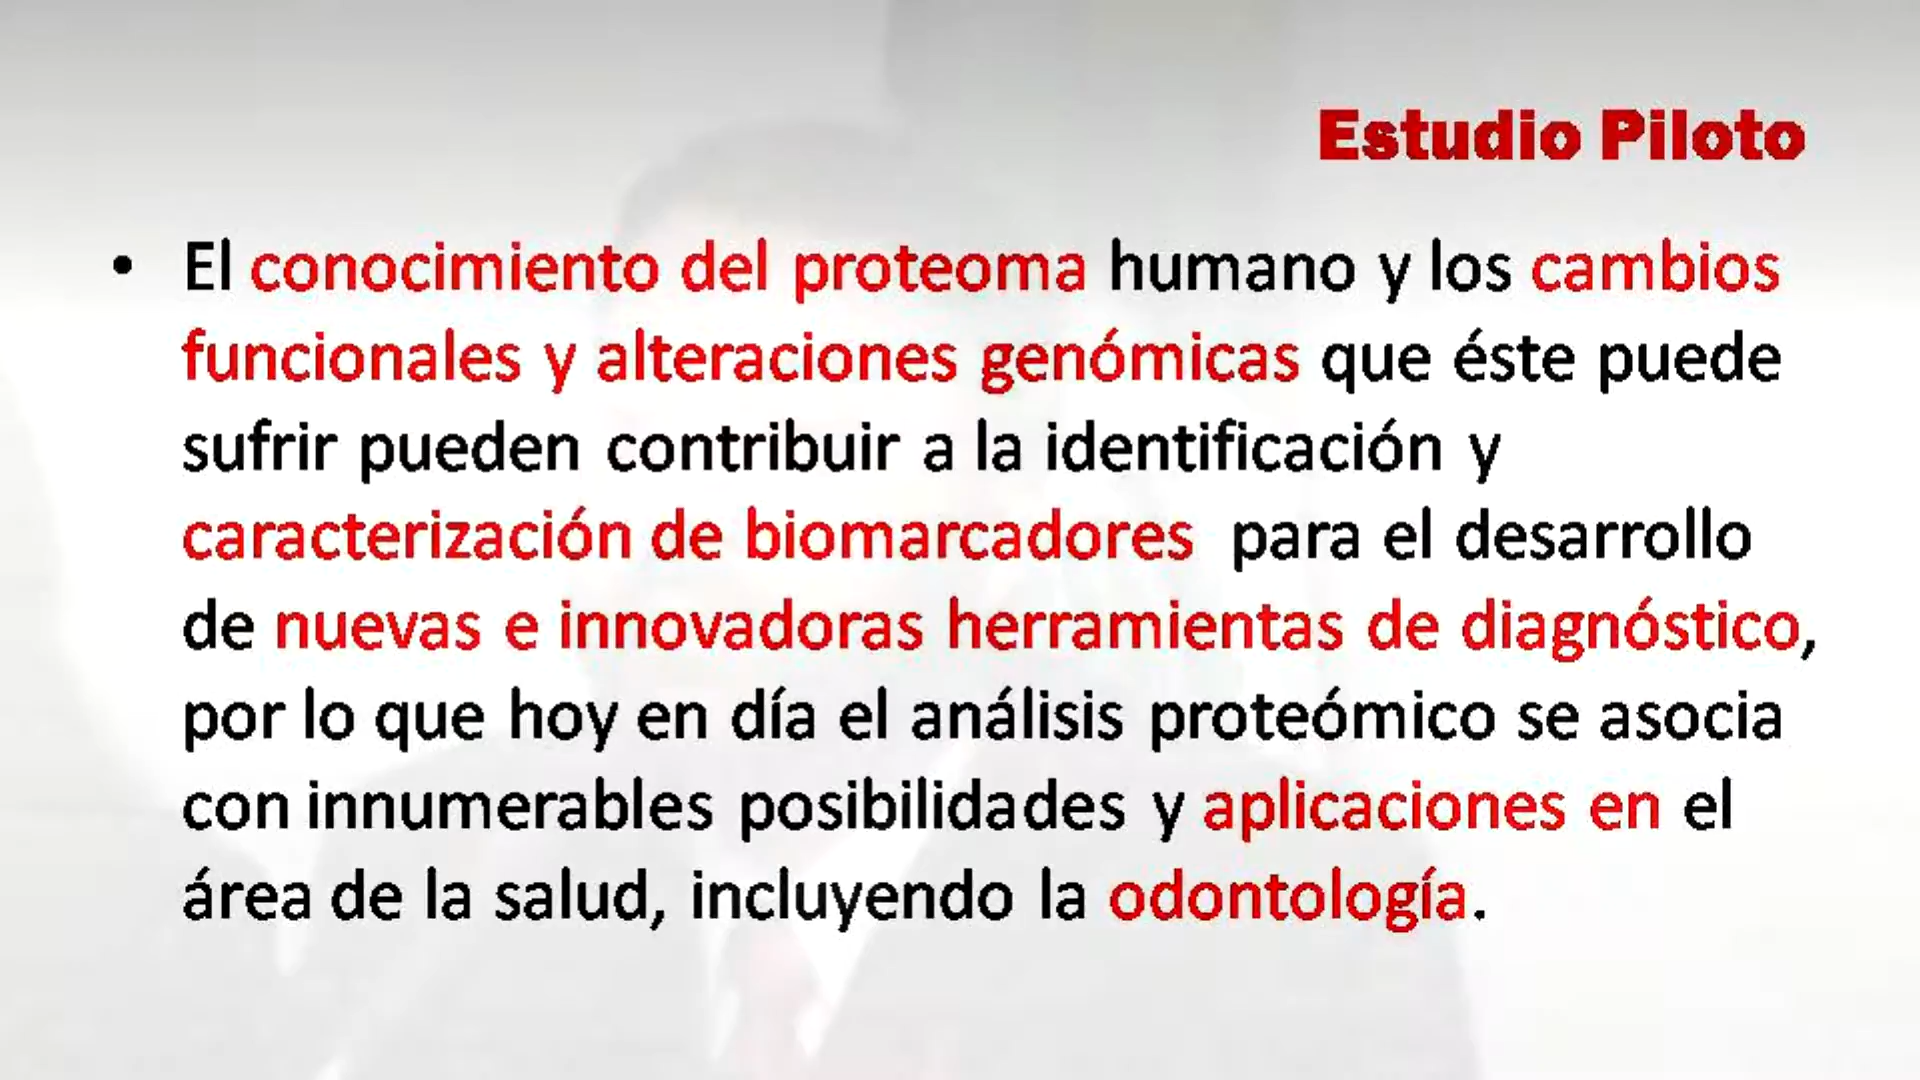 Estudio Piloto
• El conocimiento del proteoma humano y los cambios
funcionales y alteraciones genómicas que éste puede
sufrir pueden contribuir a la identificación y
caracterización de biomarcadores para el desarrollo
de nuevas e innovadoras herramientas de diagnóstico,
por lo que hoy en día el análisis proteómico se asocia
con innumerables posibilidades y aplicaciones en el
área de la salud, incluyendo la odontología.